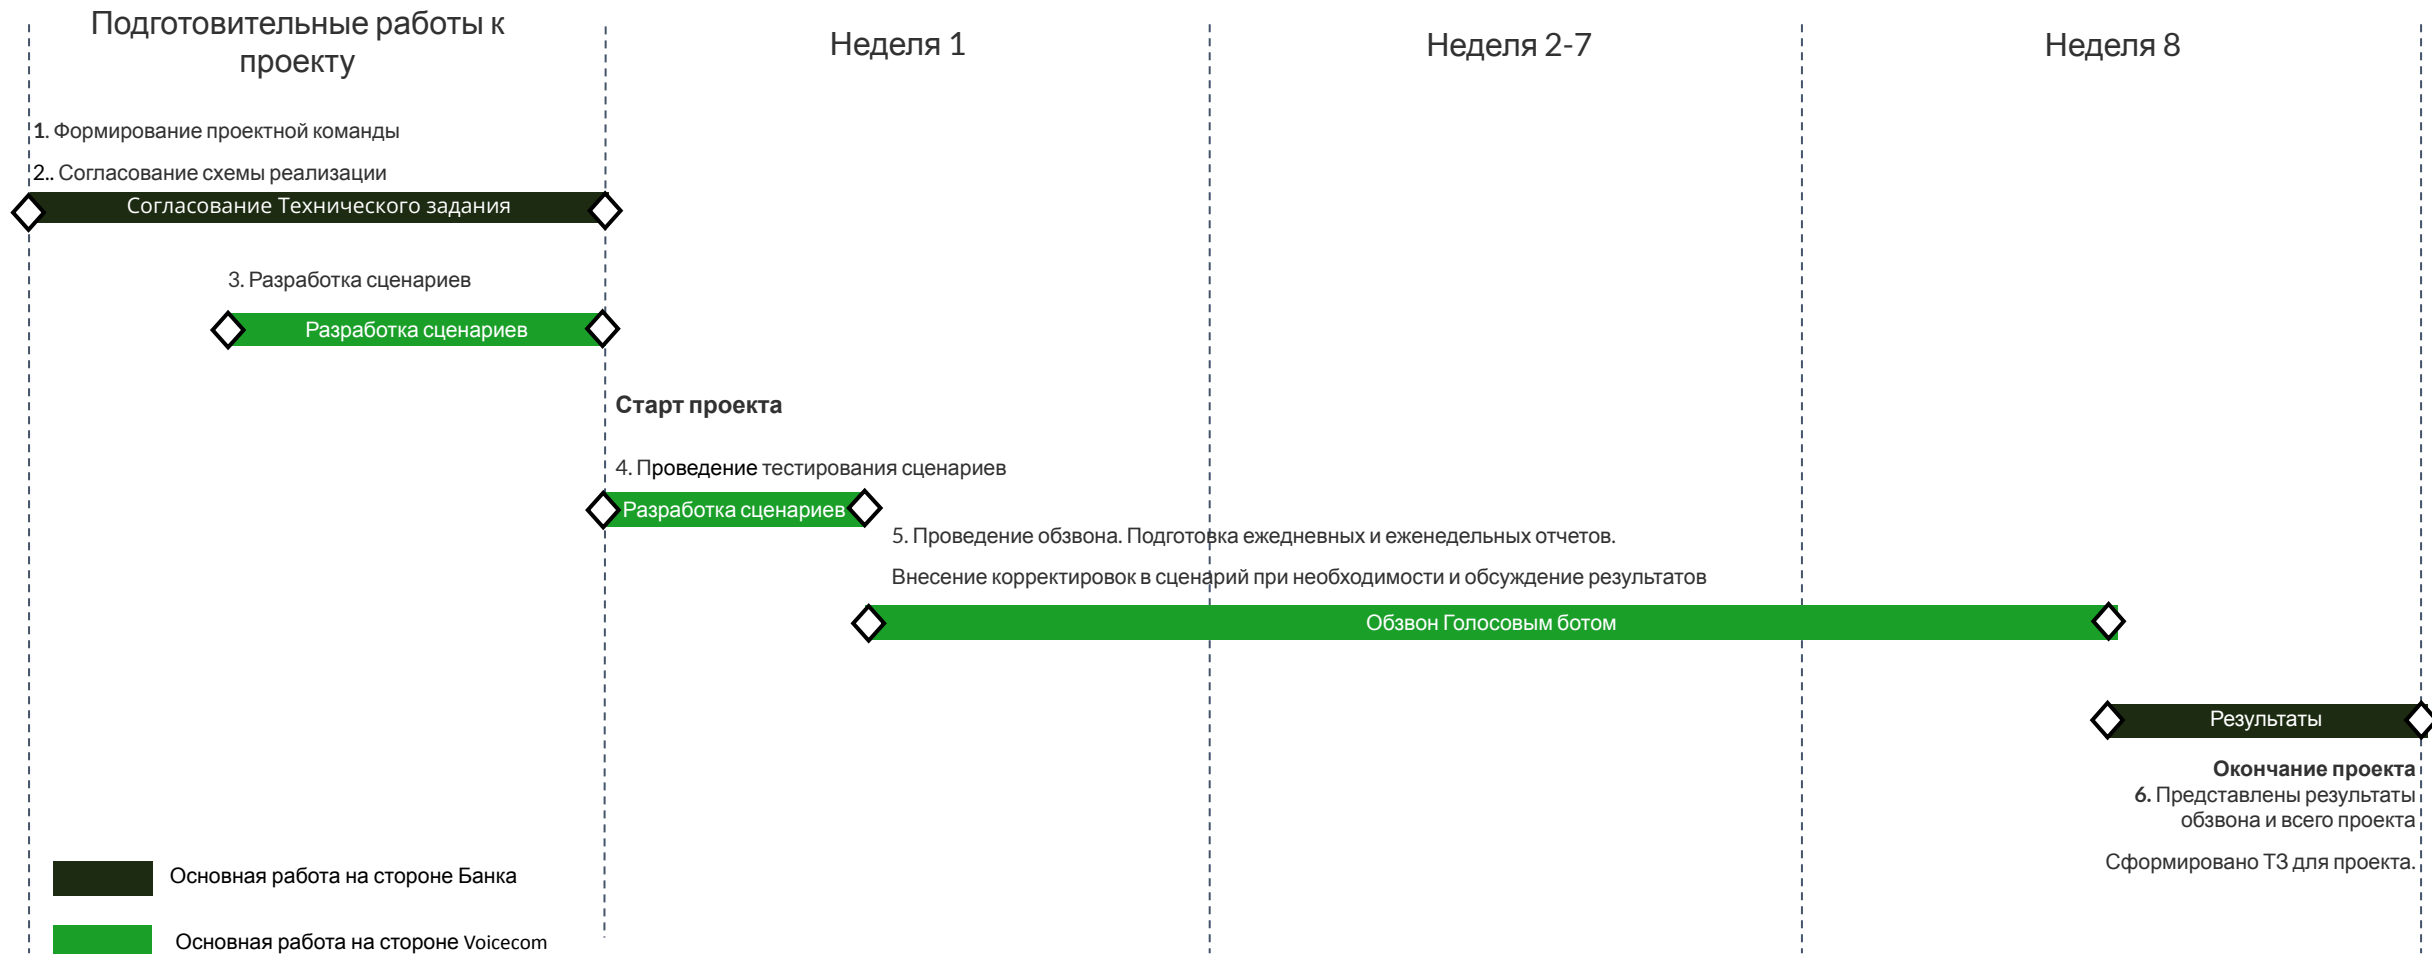 Подготовительные работы к
проекту
Неделя 1
Неделя 2-7
Неделя 8
1. Формирование проектной команды
2.. Согласование схемы реализации
Согласование Технического задания
3. Разработка сценариев
Разработка сценариев
Старт проекта
4. Проведение тестирования сценариев
Разработка сценариев
5. Проведение обзвона. Подготовка ежедневных и еженедельных отчетов.
Внесение корректировок в сценарий при необходимости и обсуждение результатов
Обзвон Голосовым ботом
Результаты
Окончание проекта
6. Представлены результаты
обзвона и всего проекта
Сформировано ТЗ для проекта.
Основная работа на стороне Банка
Основная работа на стороне Voicecom